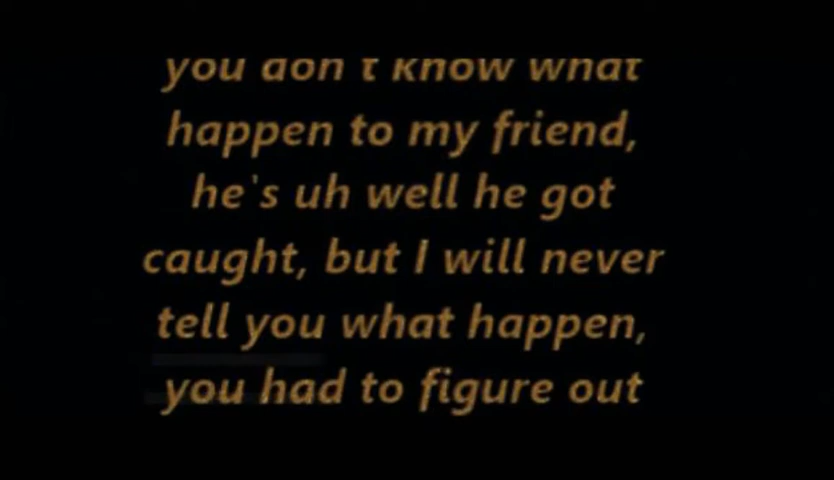 you don't know what
happen to my friend,
he's uh well he got
caught, but I will never
tell you what happen,
you had to figure out